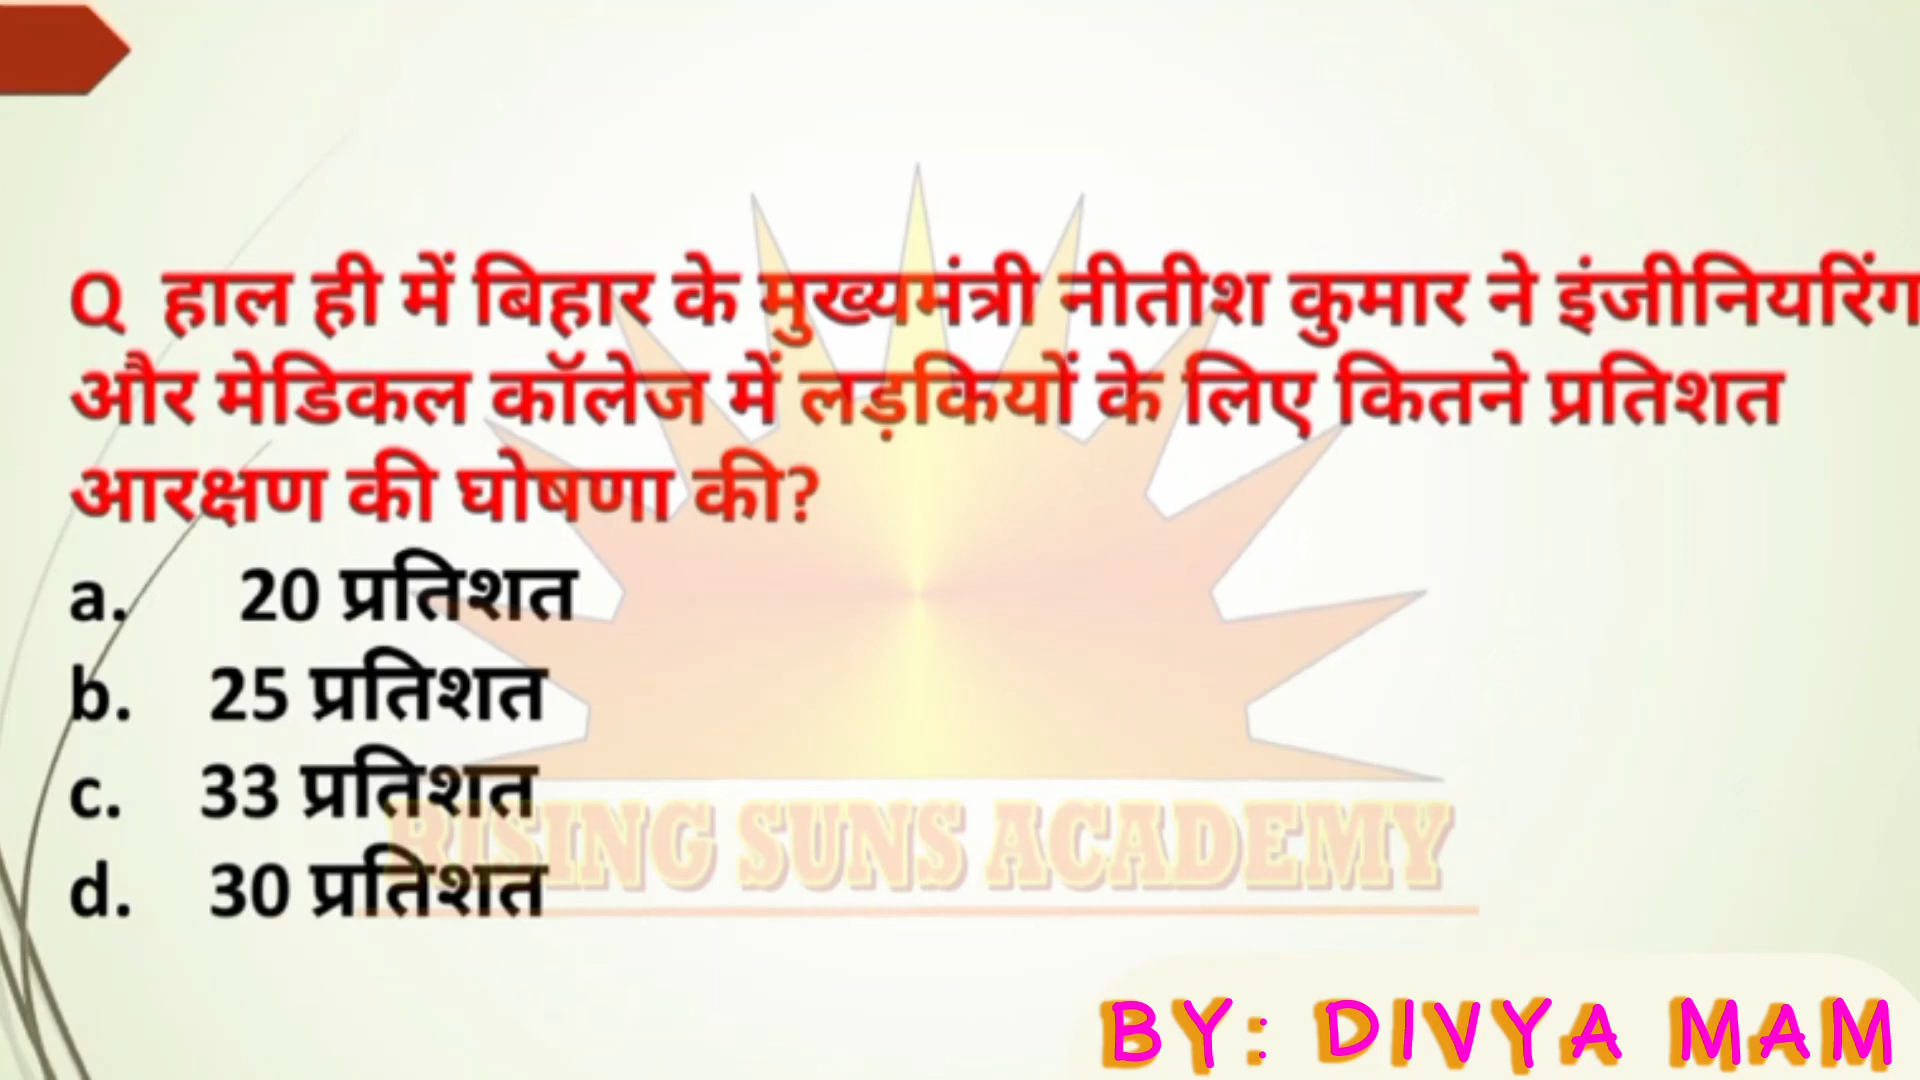 Q हाल ही में बिहार के मुख्यमंत्री नीतीश कुमार ने इंजीनियरिंग
और मेडिकल कॉलेज में लड़कियों के लिए कितने प्रतिशत
आरक्षण की घोषणा की?
a. 20 प्रतिशत
b. 25 प्रतिशत
c. 33 प्रतिशत
d. 30 प्रतिशत
RISING SUNS ACADEMY
BY: DIVYA MAM